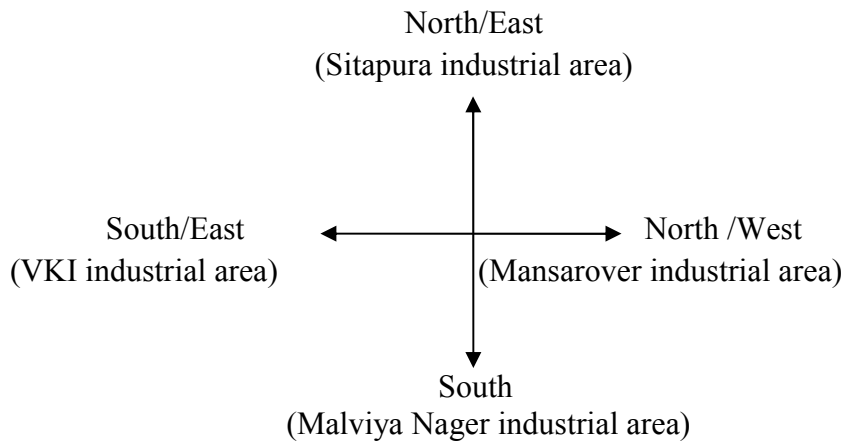 North/East
(Sitapura industrial area)
South/East
(VKI industrial area)
North /West
(Mansarover industrial area)
South
(Malviya Nager industrial area)